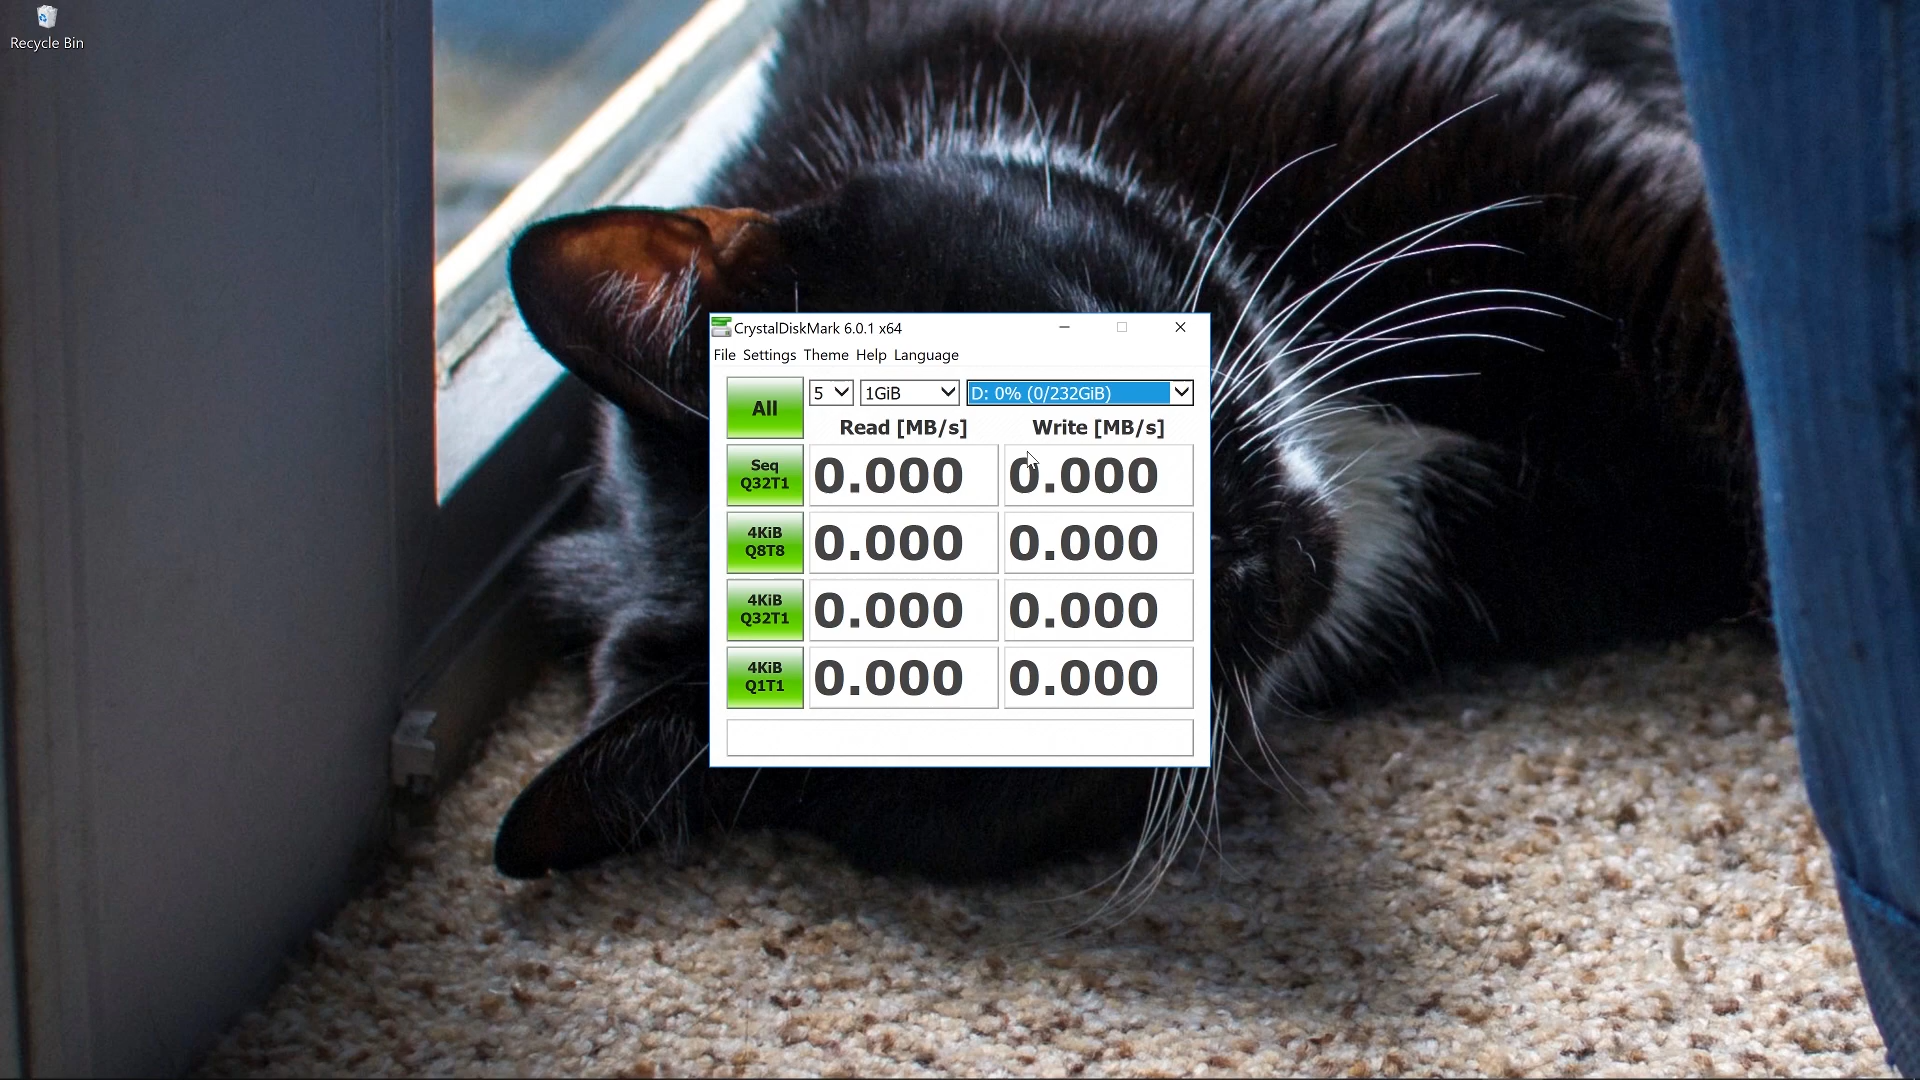 Recycle Bin
CrystalDiskMark 6.0.1 x64
File Settings Theme Help Language
All 5 1GiB D: 0% (0/232GiB)
Read [MB/s] Write [MB/s]
Seq
Q32T1 0.000 0.000
4KiB
Q8T8 0.000 0.000
4KiB
Q32T1 0.000 0.000
4KiB
Q1T1 0.000 0.000